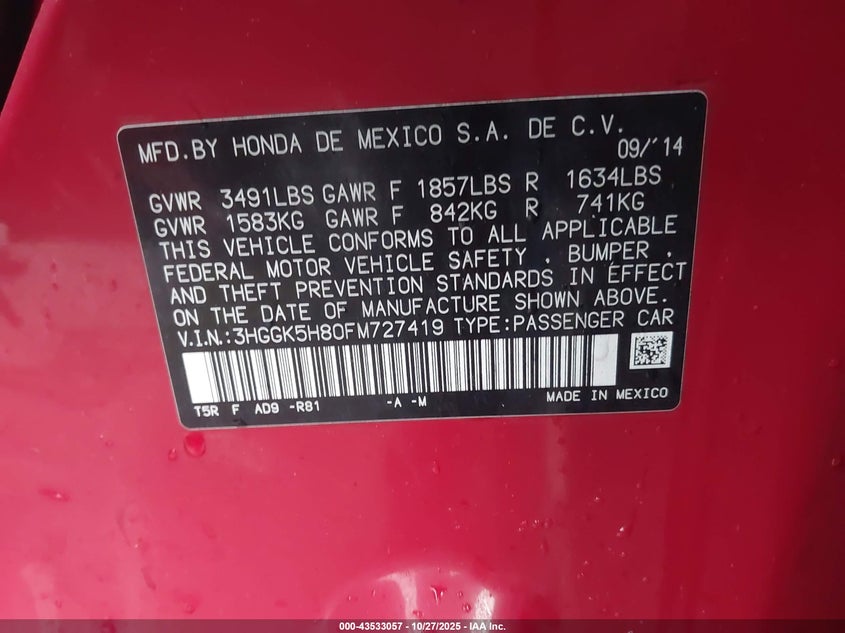 MFD.BY HONDA DE MEXICO S.A. DE C.V.
09/´14
GVWR 3491LBS GAWR F 1857LBS R 1634LBS
GVWR 1583KG GAWR F 842KG R 741KG
THIS VEHICLE CONFORMS TO ALL APPLICABLE
FEDERAL MOTOR VEHICLE SAFETY , BUMPER ,
AND THEFT PREVENTION STANDARDS IN EFFECT
ON THE DATE OF MANUFACTURE SHOWN ABOVE.
V.I.N.:3HGGK5H80FM727419 TYPE:PASSENGER CAR
T5R F AD9 -R81 -A -M MADE IN MEXICO
000-43533057 - 10/27/2025 - IAA Inc.